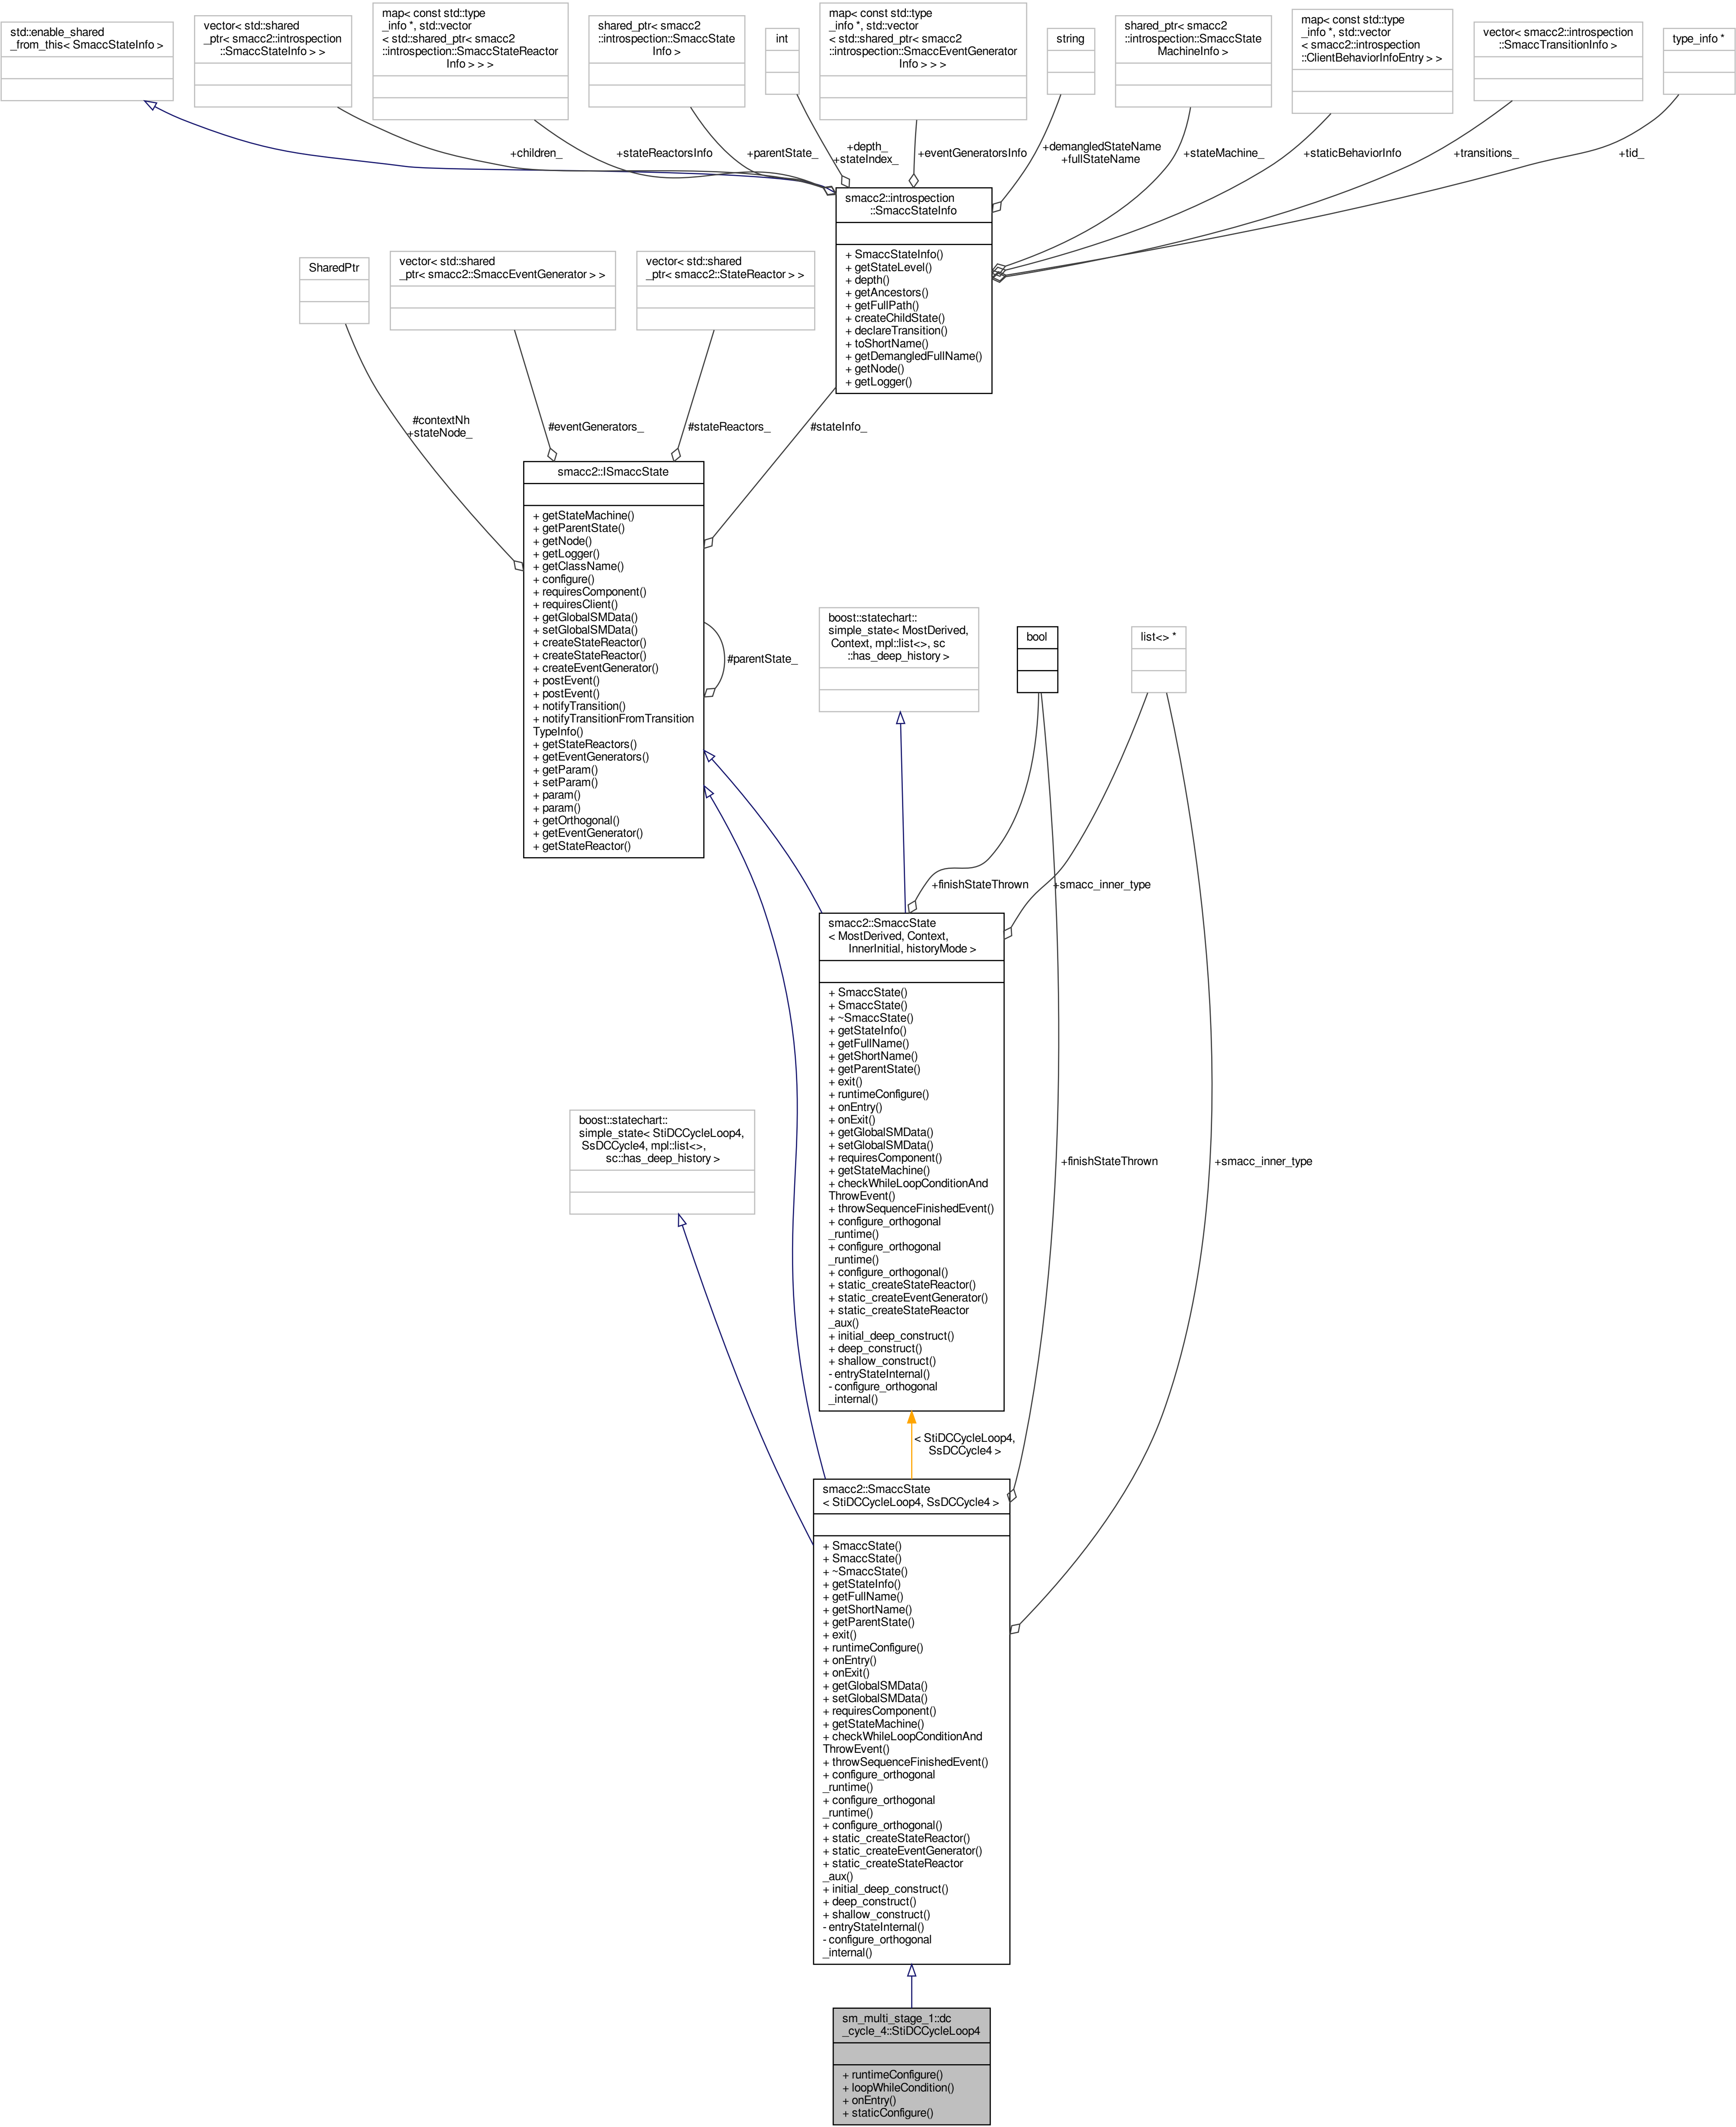 std::enable_shared
_from_this< SmaccStateInfo >
vector< std::shared
_ptr< smacc2::introspection
::SmaccStateInfo > >
map< const std::type
_info *, std::vector
< std::shared_ptr< smacc2
::introspection::SmaccStateReactor
Info > > >
shared_ptr< smacc2
::introspection::SmaccState
Info >
int
map< const std::type
_info *, std::vector
< std::shared_ptr< smacc2
::introspection::SmaccEventGenerator
Info > > >
string
shared_ptr< smacc2
::introspection::SmaccState
MachineInfo >
map< const std::type
_info *, std::vector
< smacc2::introspection
::ClientBehaviorInfoEntry > >
vector< smacc2::introspection
::SmaccTransitionInfo >
type_info *
+children_
+stateReactorsInfo
+parentState_
+depth_
+stateIndex_
+eventGeneratorsInfo
+demangledStateName
+fullStateName
+stateMachine_
+staticBehaviorInfo
+transitions_
+tid_
smacc2::introspection
::SmaccStateInfo
+ SmaccStateInfo()
+ getStateLevel()
+ depth()
+ getAncestors()
+ getFullPath()
+ createChildState()
+ declareTransition()
+ toShortName()
+ getDemangledFullName()
+ getNode()
+ getLogger()
SharedPtr
vector< std::shared
_ptr< smacc2::SmaccEventGenerator > >
vector< std::shared
_ptr< smacc2::StateReactor > >
#contextNh
+stateNode_
#eventGenerators_
#stateReactors_
#stateInfo_
smacc2::ISmaccState
+ getStateMachine()
+ getParentState()
+ getNode()
+ getLogger()
+ getClassName()
+ configure()
+ requiresComponent()
+ requiresClient()
+ getGlobalSMData()
+ setGlobalSMData()
+ createStateReactor()
+ createStateReactor()
+ createEventGenerator()
+ postEvent()
+ postEvent()
+ notifyTransition()
+ notifyTransitionFromTransition
TypeInfo()
+ getStateReactors()
+ getEventGenerators()
+ getParam()
+ setParam()
+ param()
+ param()
+ getOrthogonal()
+ getEventGenerator()
+ getStateReactor()
#parentState_
boost::statechart::
simple_state< MostDerived,
Context, mpl::list<>, sc
::has_deep_history >
bool
list<> *
+finishStateThrown
+smacc_inner_type
smacc2::SmaccState
< MostDerived, Context,
InnerInitial, historyMode >
+ SmaccState()
+ SmaccState()
+ ~SmaccState()
+ getStateInfo()
+ getFullName()
+ getShortName()
+ getParentState()
+ exit()
+ runtimeConfigure()
+ onEntry()
+ onExit()
+ getGlobalSMData()
+ setGlobalSMData()
+ requiresComponent()
+ getStateMachine()
+ checkWhileLoopConditionAnd
ThrowEvent()
+ throwSequenceFinishedEvent()
+ configure_orthogonal
_runtime()
+ configure_orthogonal
_runtime()
+ configure_orthogonal()
+ static_createStateReactor()
+ static_createEventGenerator()
+ static_createStateReactor
_aux()
+ initial_deep_construct()
+ deep_construct()
+ shallow_construct()
- entryStateInternal()
- configure_orthogonal
_internal()
boost::statechart::
simple_state< StiDCCycleLoop4,
SsDCCycle4, mpl::list<>,
sc::has_deep_history >
+finishStateThrown
+smacc_inner_type
< StiDCCycleLoop4,
SsDCCycle4 >
smacc2::SmaccState
< StiDCCycleLoop4, SsDCCycle4 >
+ SmaccState()
+ SmaccState()
+ ~SmaccState()
+ getStateInfo()
+ getFullName()
+ getShortName()
+ getParentState()
+ exit()
+ runtimeConfigure()
+ onEntry()
+ onExit()
+ getGlobalSMData()
+ setGlobalSMData()
+ requiresComponent()
+ getStateMachine()
+ checkWhileLoopConditionAnd
ThrowEvent()
+ throwSequenceFinishedEvent()
+ configure_orthogonal
_runtime()
+ configure_orthogonal
_runtime()
+ configure_orthogonal()
+ static_createStateReactor()
+ static_createEventGenerator()
+ static_createStateReactor
_aux()
+ initial_deep_construct()
+ deep_construct()
+ shallow_construct()
- entryStateInternal()
- configure_orthogonal
_internal()
sm_multi_stage_1::dc
_cycle_4::StiDCCycleLoop4
+ runtimeConfigure()
+ loopWhileCondition()
+ onEntry()
+ staticConfigure()